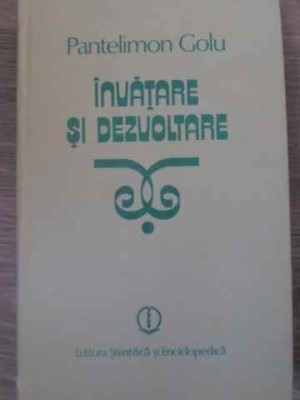 Pantelimon Golu
ÎNVĂȚARE
ȘI DEZVOLTARE
Editura Științifică și Enciclopedică